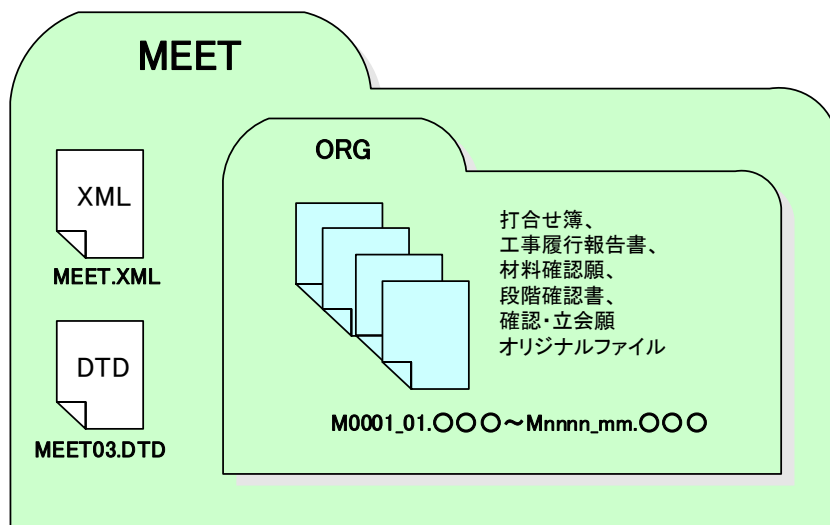 MEET
XML
MEET.XML
DTD
MEET03.DTD
ORG
打合せ簿、
工事履行報告書、
材料確認願、
段階確認書、
確認・立会願
オリジナルファイル
M0001_01.○○○~Mnnnn_mm.○○○